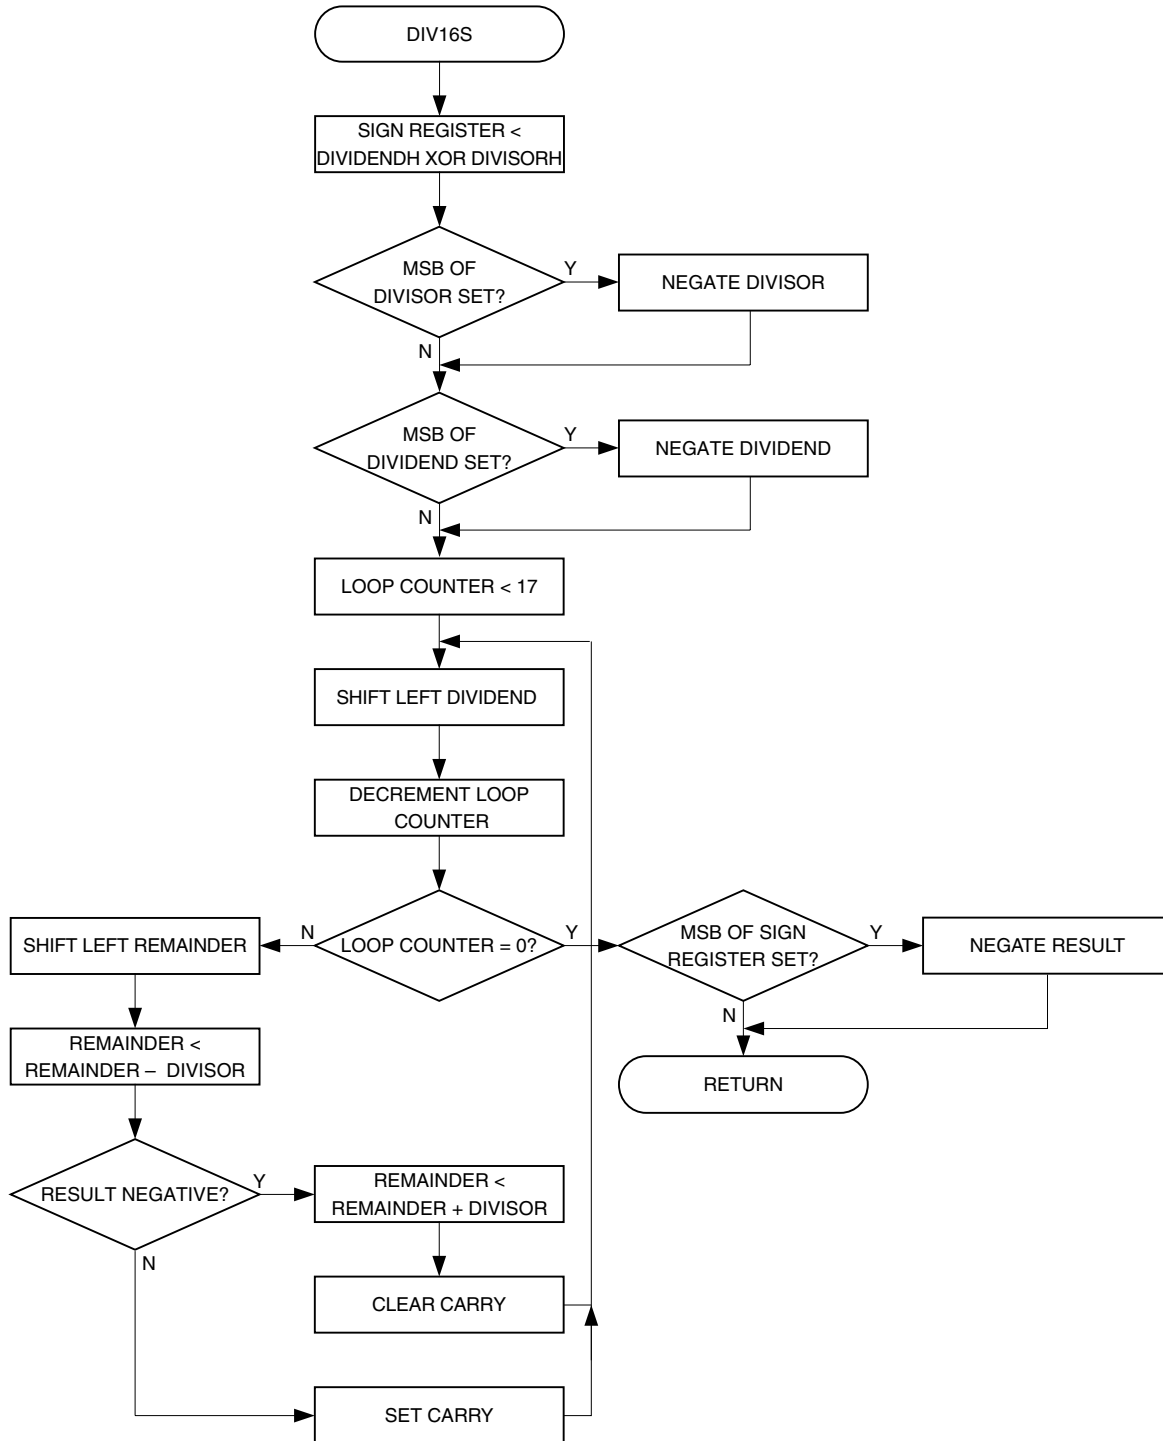 DIV16S
SIGN REGISTER <
DIVIDENDH XOR DIVISORH
MSB OF
DIVISOR SET?
Y
NEGATE DIVISOR
N
MSB OF
DIVIDEND SET?
Y
NEGATE DIVIDEND
N
LOOP COUNTER < 17
SHIFT LEFT DIVIDEND
DECREMENT LOOP
COUNTER
LOOP COUNTER = 0?
N
Y
SHIFT LEFT REMAINDER
MSB OF SIGN
REGISTER SET?
Y
NEGATE RESULT
N
RETURN
REMAINDER <
REMAINDER – DIVISOR
RESULT NEGATIVE?
Y
REMAINDER <
REMAINDER + DIVISOR
N
CLEAR CARRY
SET CARRY